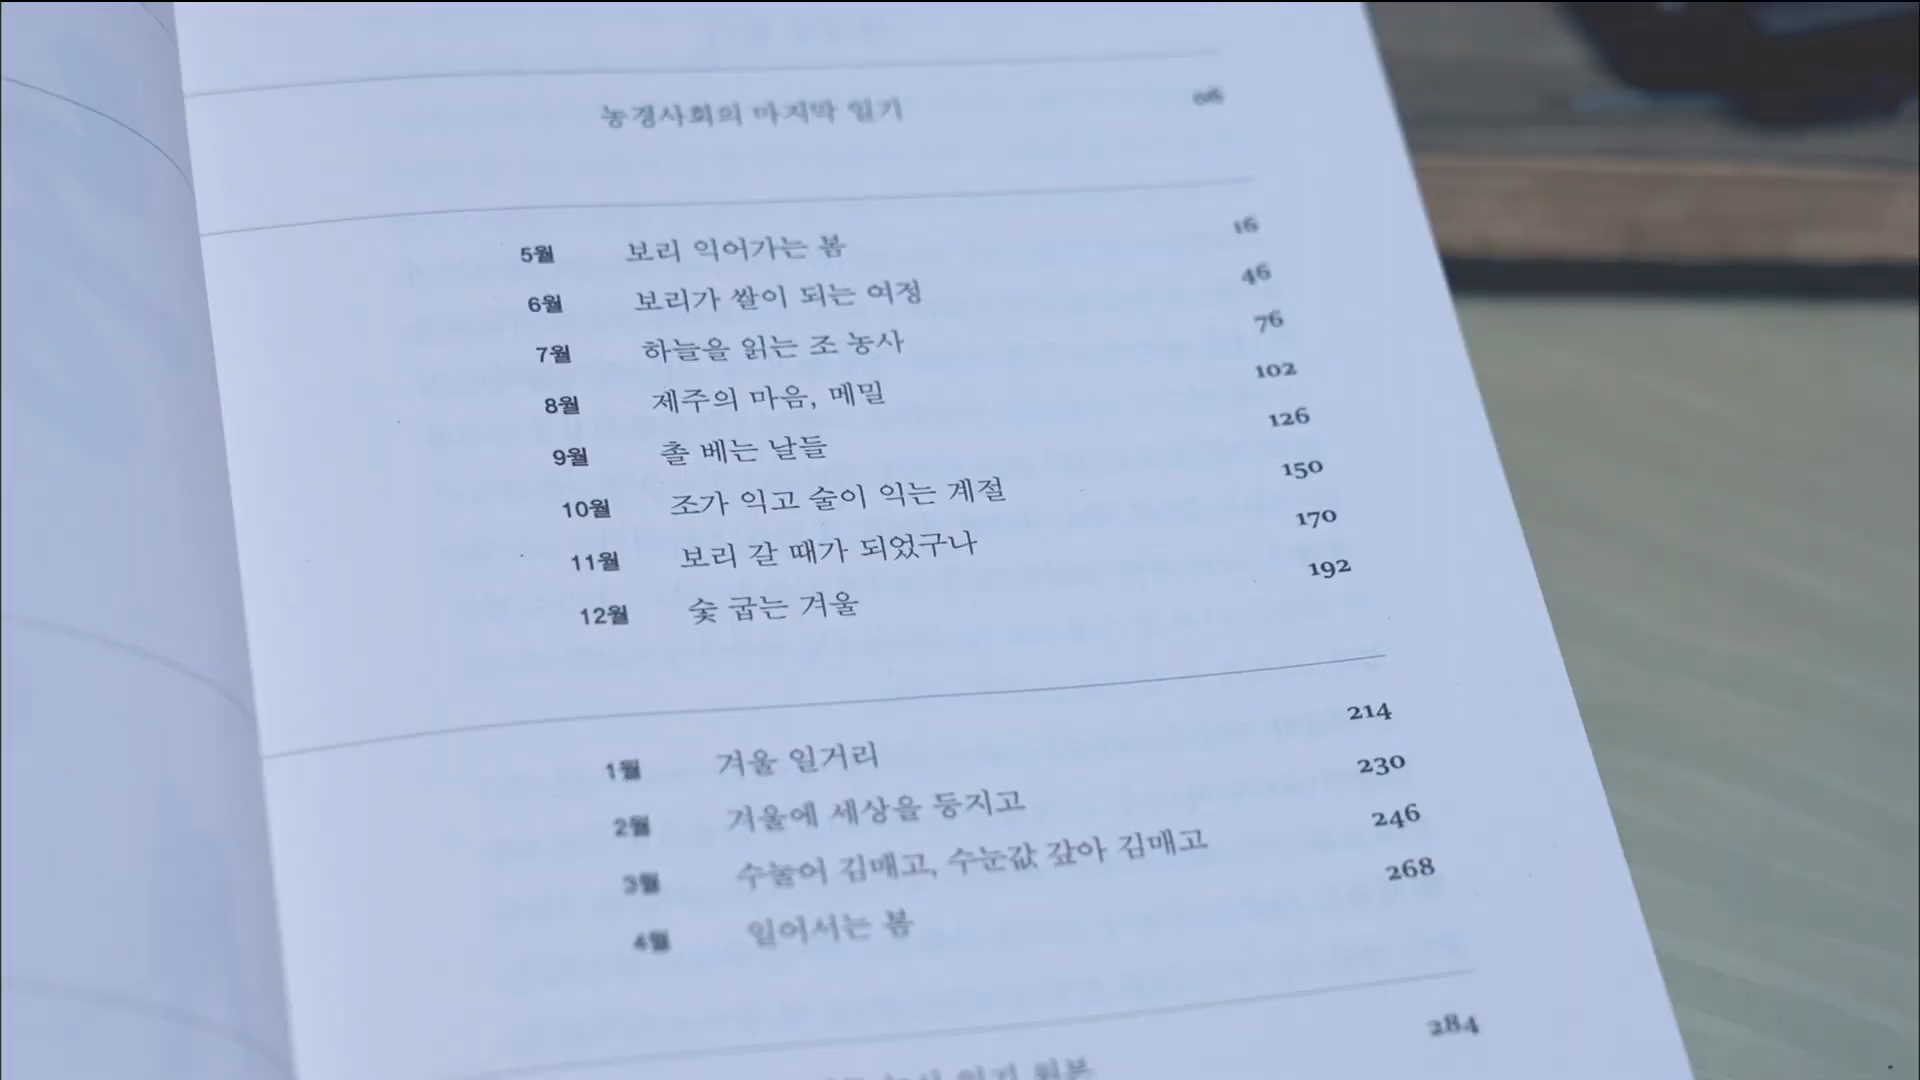 농경사회의 마지막 일기 06
5월 보리 익어가는 봄 16
6월 보리가 쌀이 되는 여정 46
7월 하늘을 읽는 조 농사 76
8월 제주의 마음, 메밀 102
9월 촐 베는 날들 126
10월 조가 익고 술이 익는 계절 150
11월 보리 갈 때가 되었구나 170
12월 숯 굽는 겨울 192
1월 겨울 일거리 214
2월 겨울에 세상을 등지고 230
3월 수눌어 김매고, 수눈값 갚아 김매고 246
4월 일어서는 봄 268
284